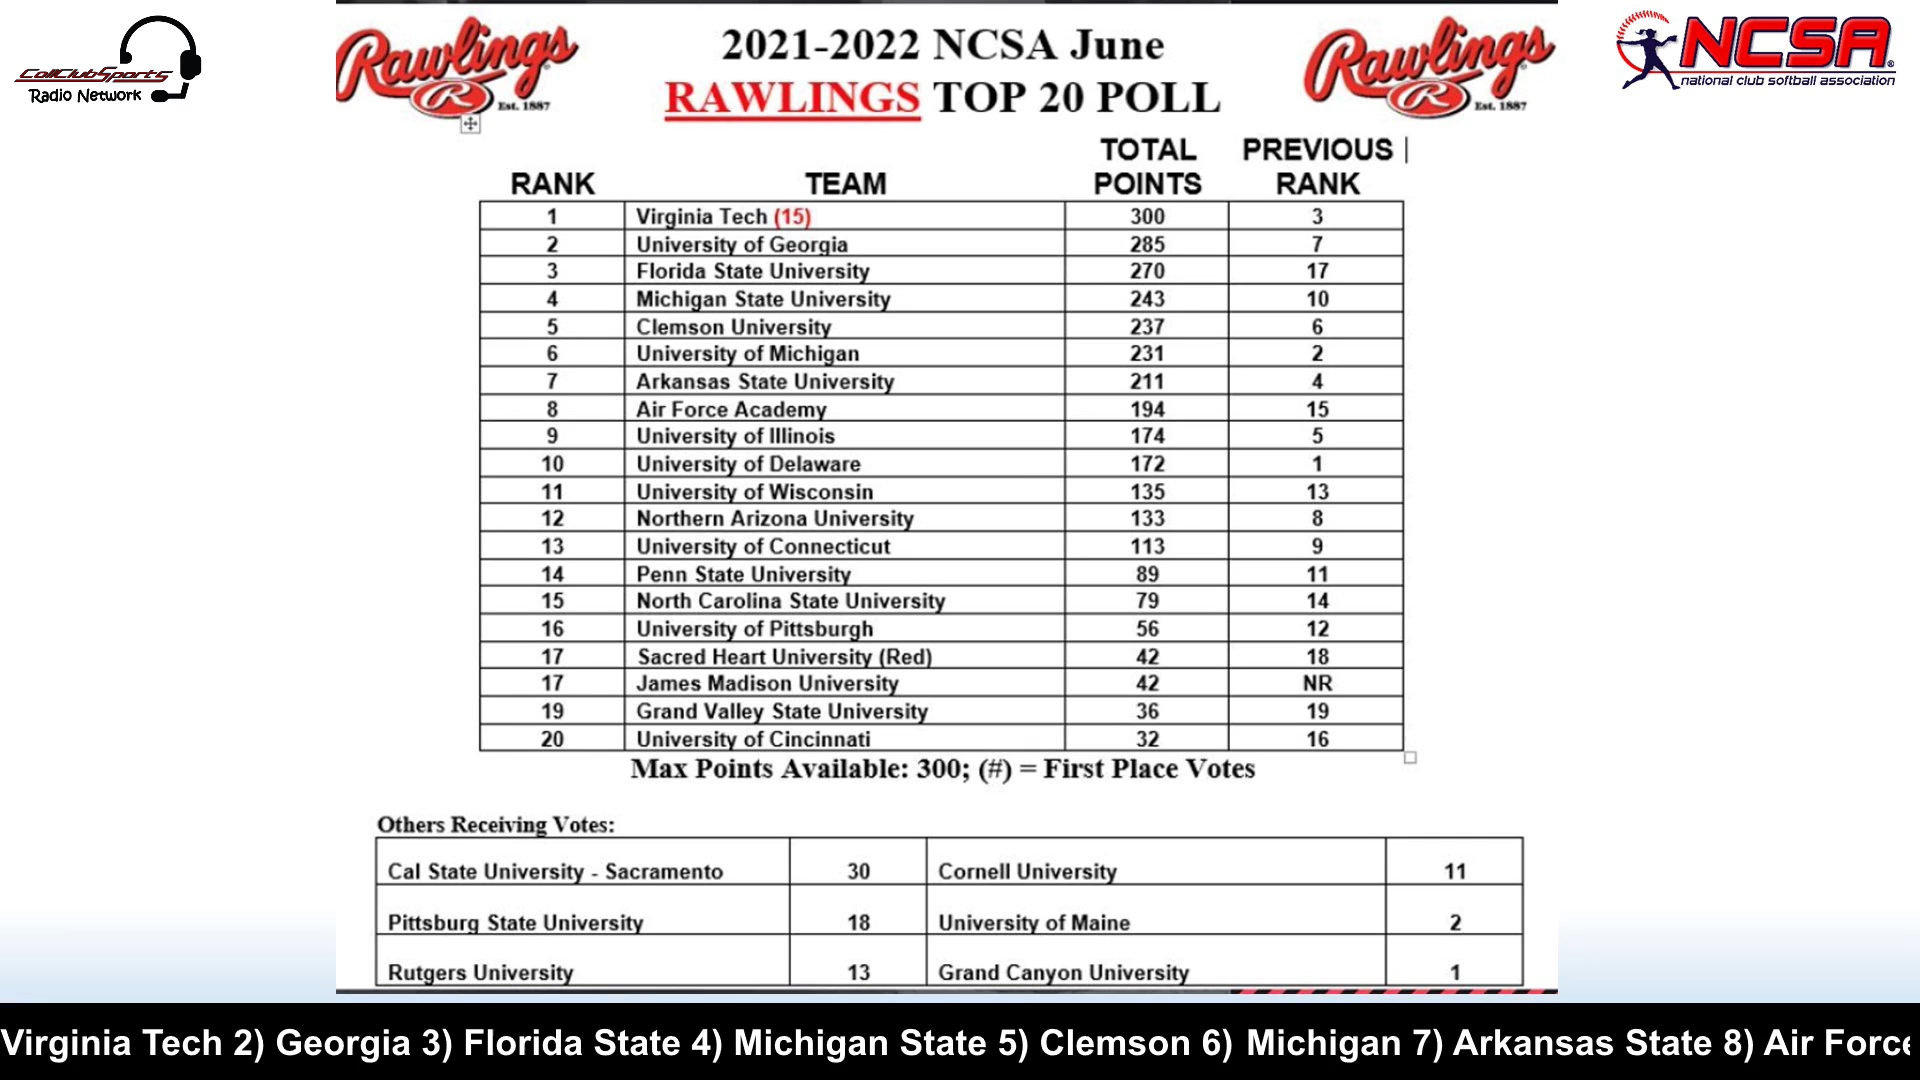 CollClubSports
Radio Network
Rawlings
R
Est. 1887
2021-2022 NCSA June
RAWLINGS TOP 20 POLL
Rawlings
R
Est. 1887
NCSA®
national club softball association
RANK TEAM TOTAL POINTS PREVIOUS RANK
1 Virginia Tech (15) 300 3
2 University of Georgia 285 7
3 Florida State University 270 17
4 Michigan State University 243 10
5 Clemson University 237 6
6 University of Michigan 231 2
7 Arkansas State University 211 4
8 Air Force Academy 194 15
9 University of Illinois 174 5
10 University of Delaware 172 1
11 University of Wisconsin 135 13
12 Northern Arizona University 133 8
13 University of Connecticut 113 9
14 Penn State University 89 11
15 North Carolina State University 79 14
16 University of Pittsburgh 56 12
17 Sacred Heart University (Red) 42 18
17 James Madison University 42 NR
19 Grand Valley State University 36 19
20 University of Cincinnati 32 16
Max Points Available: 300; (#) = First Place Votes
Others Receiving Votes:
Cal State University - Sacramento 30 Cornell University 11
Pittsburg State University 18 University of Maine 2
Rutgers University 13 Grand Canyon University 1
Virginia Tech 2) Georgia 3) Florida State 4) Michigan State 5) Clemson 6) Michigan 7) Arkansas State 8) Air Force